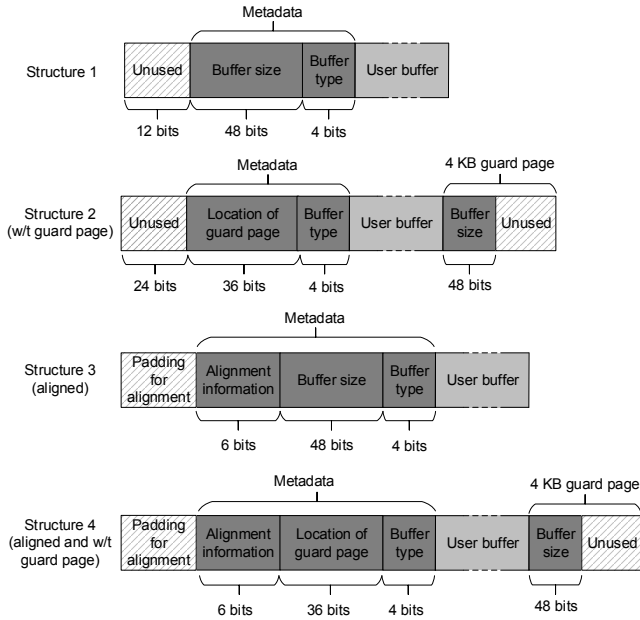 Metadata
Structure 1
Unused
Buffer size
Buffer
type
User buffer
12 bits
48 bits
4 bits
Metadata
4 KB guard page
Structure 2
(w/t guard page)
Unused
Location of
guard page
Buffer
type
User buffer
Buffer
size
Unused
24 bits
36 bits
4 bits
48 bits
Metadata
Structure 3
(aligned)
Padding
for
alignment
Alignment
information
Buffer size
Buffer
type
User buffer
6 bits
48 bits
4 bits
Metadata
4 KB guard page
Structure 4
(aligned and w/t
guard page)
Padding
for
alignment
Alignment
information
Location of
guard page
Buffer
type
User buffer
Buffer
size
Unused
6 bits
36 bits
4 bits
48 bits